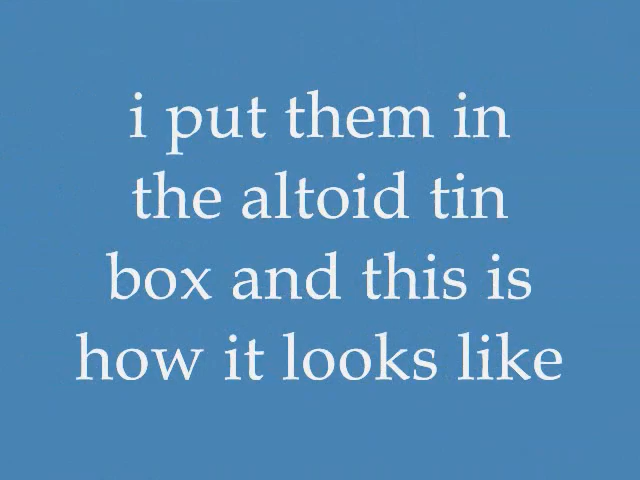 i put them in
the altoid tin
box and this is
how it looks like